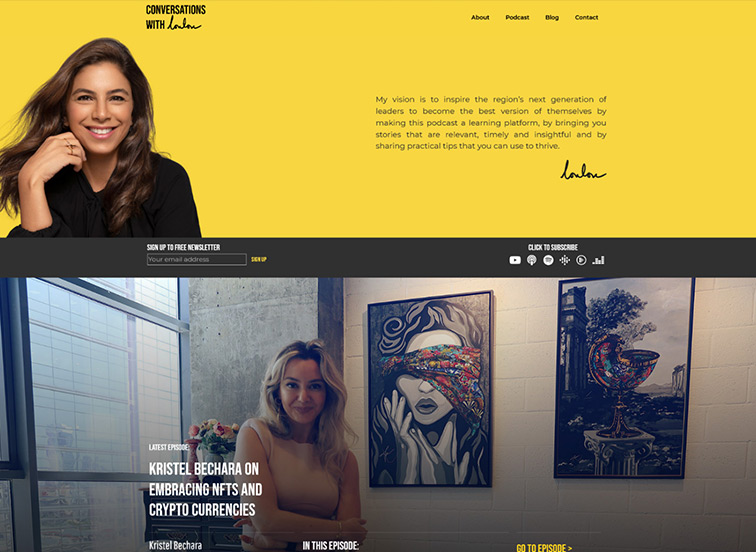 CONVERSATIONS
WITH loulou
About Podcast Blog Contact
My vision is to inspire the region's next generation of
leaders to become the best version of themselves by
making this podcast a learning platform, by bringing you
stories that are relevant, timely and insightful and by
sharing practical tips that you can use to thrive.
loulou
SIGN UP TO FREE NEWSLETTER
Your email address SIGN UP
CLICK TO SUBSCRIBE
LATEST EPISODE:
KRISTEL BECHARA ON
EMBRACING NFTS AND
CRYPTO CURRENCIES
Kristel Bechara
IN THIS EPISODE:
GO TO EPISODE >